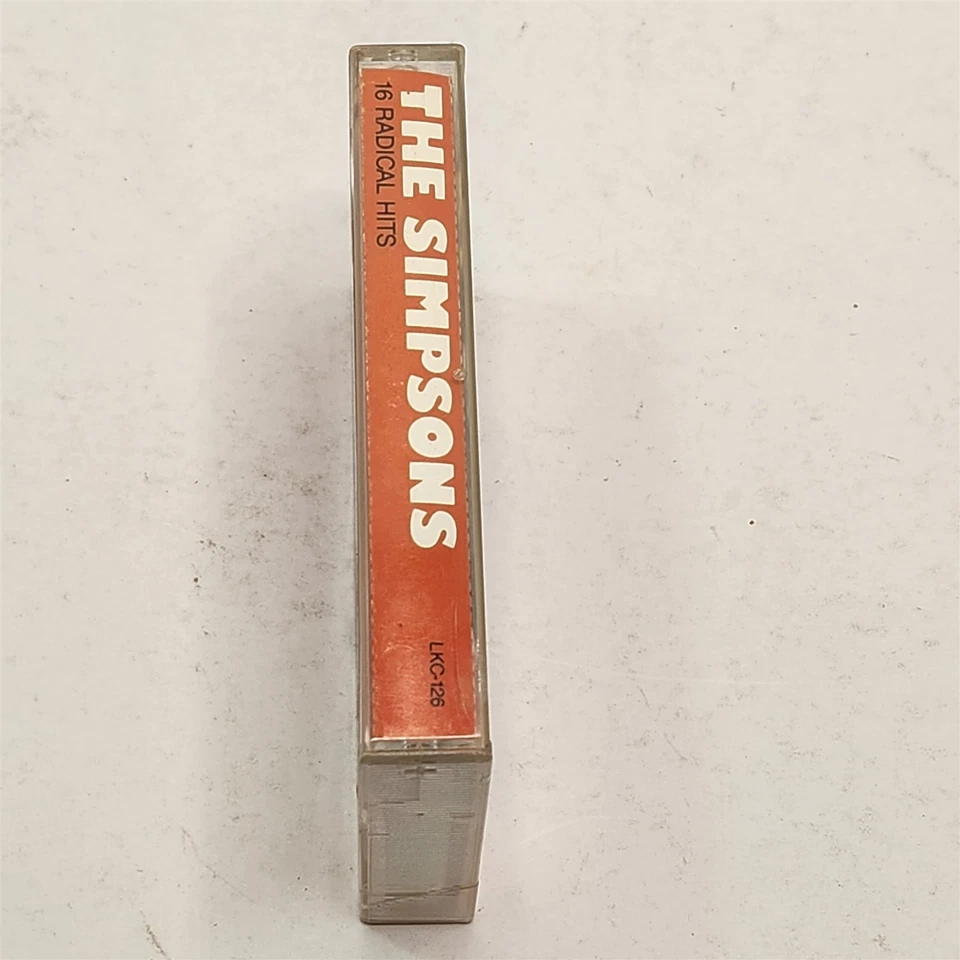 THE SIMPSONS
16 RADICAL HITS
LKC-126